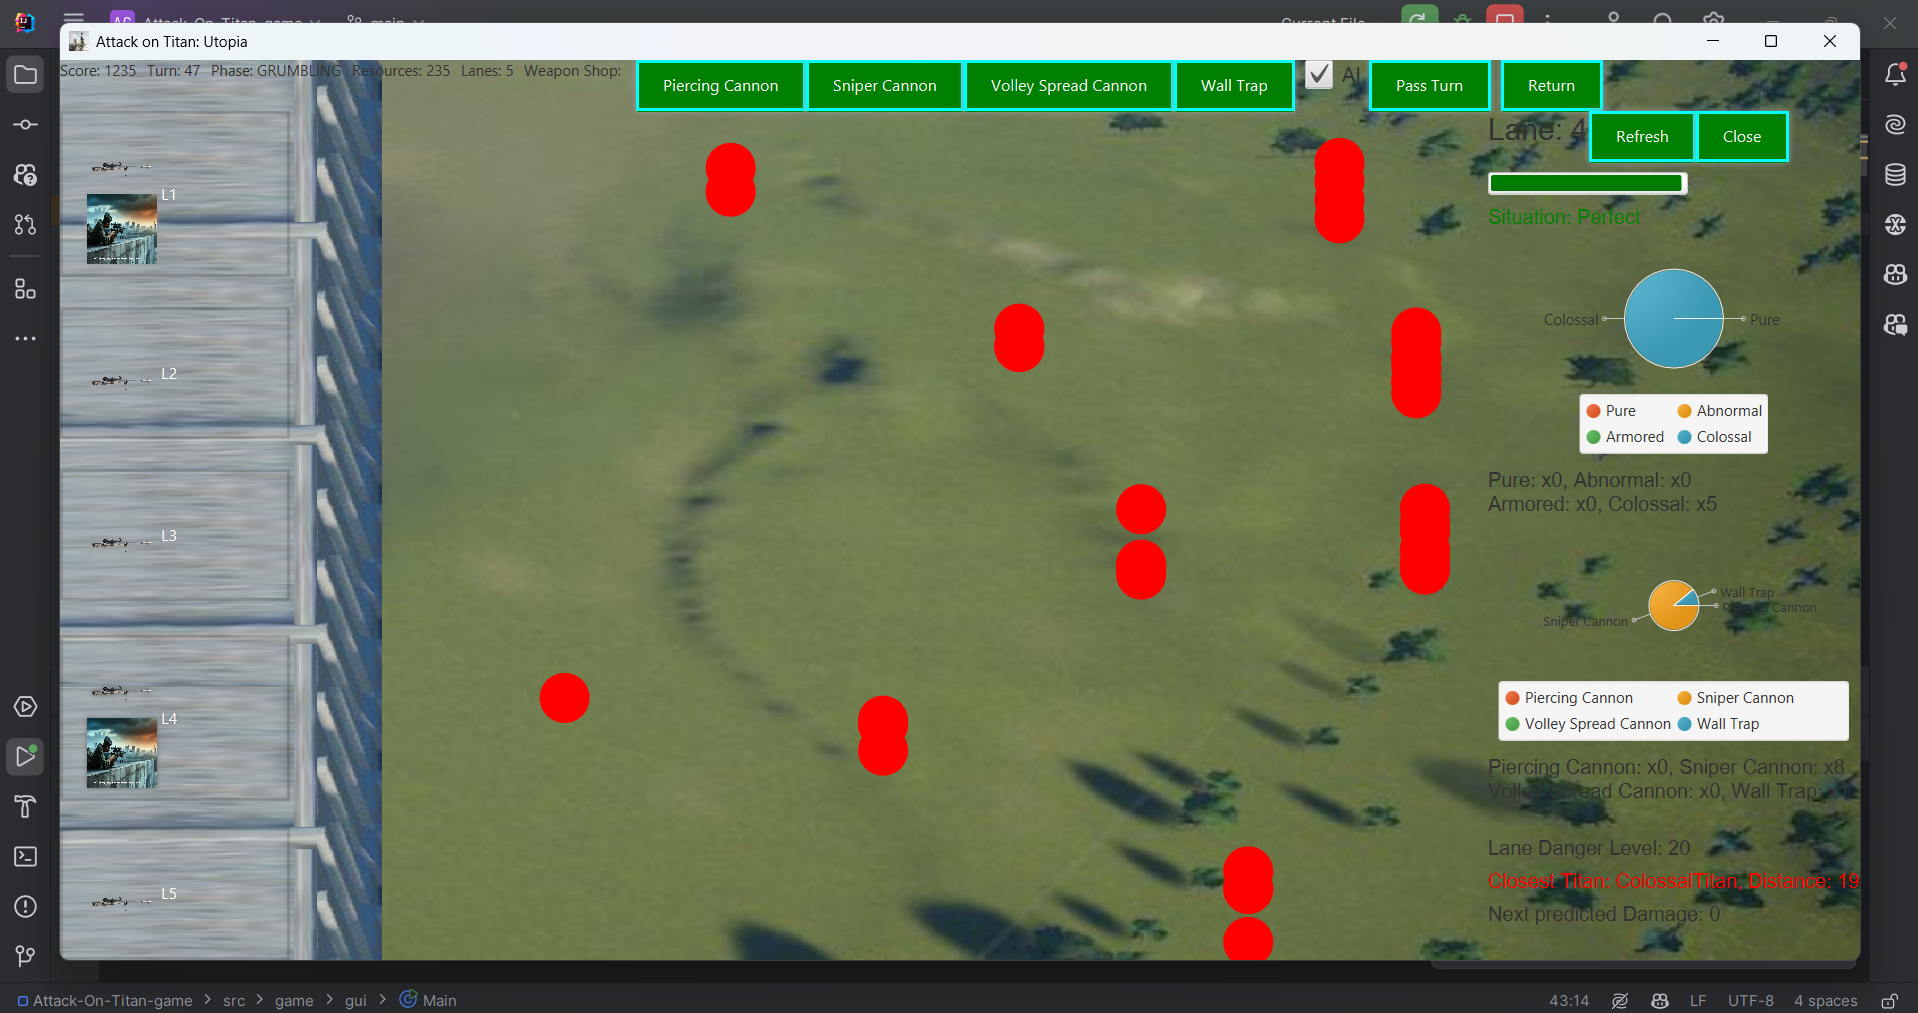 Attack_On_Titan_game main Current File
Attack on Titan: Utopia
Score: 1235 Turn: 47 Phase: GRUMBLING Resources: 235 Lanes: 5 Weapon Shop:
Piercing Cannon
Sniper Cannon
Volley Spread Cannon
Wall Trap
AI
Pass Turn
Return
Lane: 4
Refresh
Close
Situation: Perfect
L1
L2
L3
L4
L5
Colossal
Pure
Pure Abnormal
Armored Colossal
Pure: x0, Abnormal: x0
Armored: x0, Colossal: x5
Wall Trap
Piercing Cannon
Sniper Cannon
Piercing Cannon Sniper Cannon
Volley Spread Cannon Wall Trap
Piercing Cannon: x0, Sniper Cannon: x8
Volley Spread Cannon: x0, Wall Trap:
Lane Danger Level: 20
Closest Titan: ColossalTitan, Distance: 19
Next predicted Damage: 0
Attack-On-Titan-game > src > game > gui > Main 43:14 LF UTF-8 4 spaces